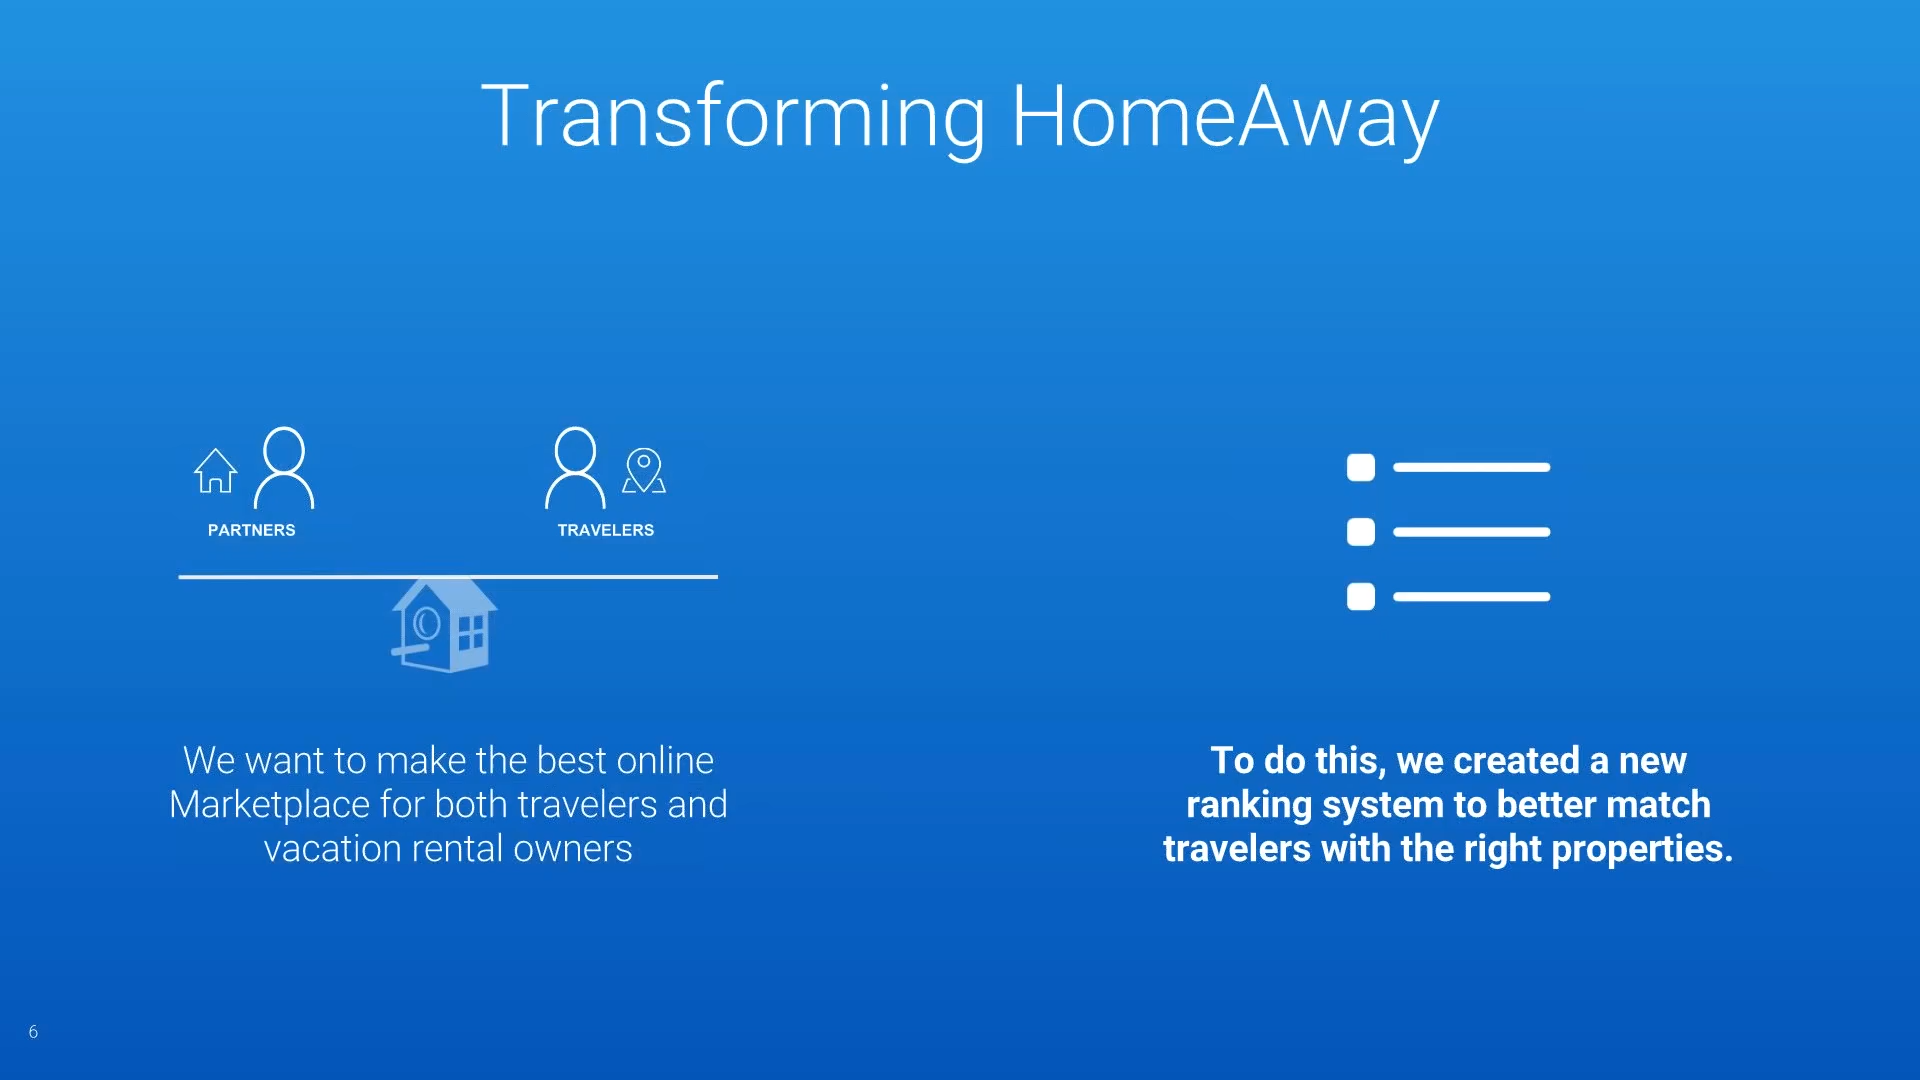 Transforming HomeAway
PARTNERS
TRAVELERS
We want to make the best online
Marketplace for both travelers and
vacation rental owners
To do this, we created a new
ranking system to better match
travelers with the right properties.
6